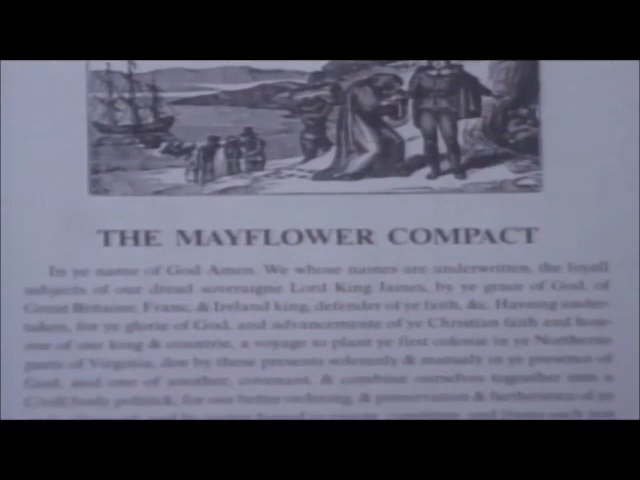 THE MAYFLOWER COMPACT
In ye name of God Amen. We whose names are underwritten, the loyall
subjects of our dread soveraigne Lord King James, by ye grace of God, of
Great Britaine, Franc, & Ireland king, defender of ye faith, &c. Haveing under-
taken, for ye glorie of God, and advancemente of ye Christian faith and hon-
our of our king & countrie, a voyage to plant ye first colonie in ye Northerne
parts of Virginia, doe by these presents solemnly & mutualy in ye presence of
God, and one of another, covenant, & combine ourselves togeather into a
Civill body politick, for our better ordering, & preservation & furtherance of ye